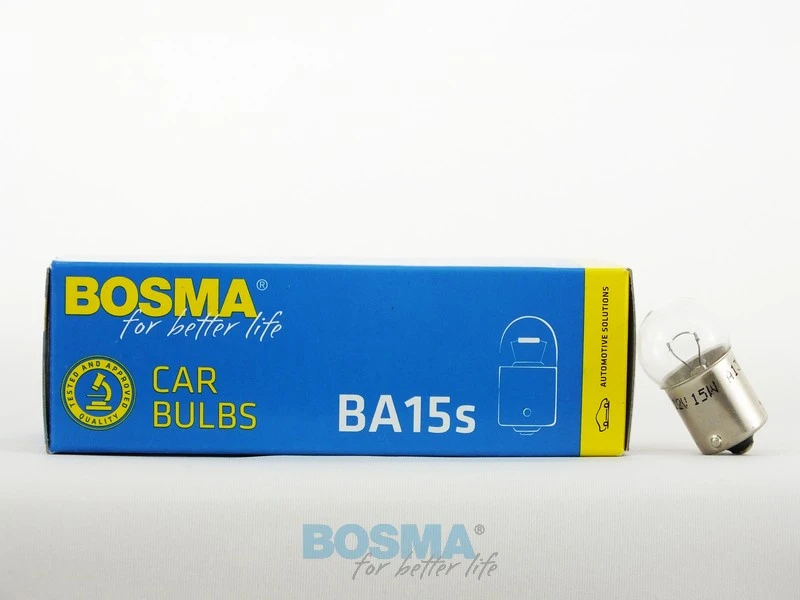 BOSMA®
for better life
TESTED AND APPROVED
QUALITY
CAR
BULBS
BA15s
AUTOMOTIVE SOLUTIONS
15W
BOSMA®
for better life